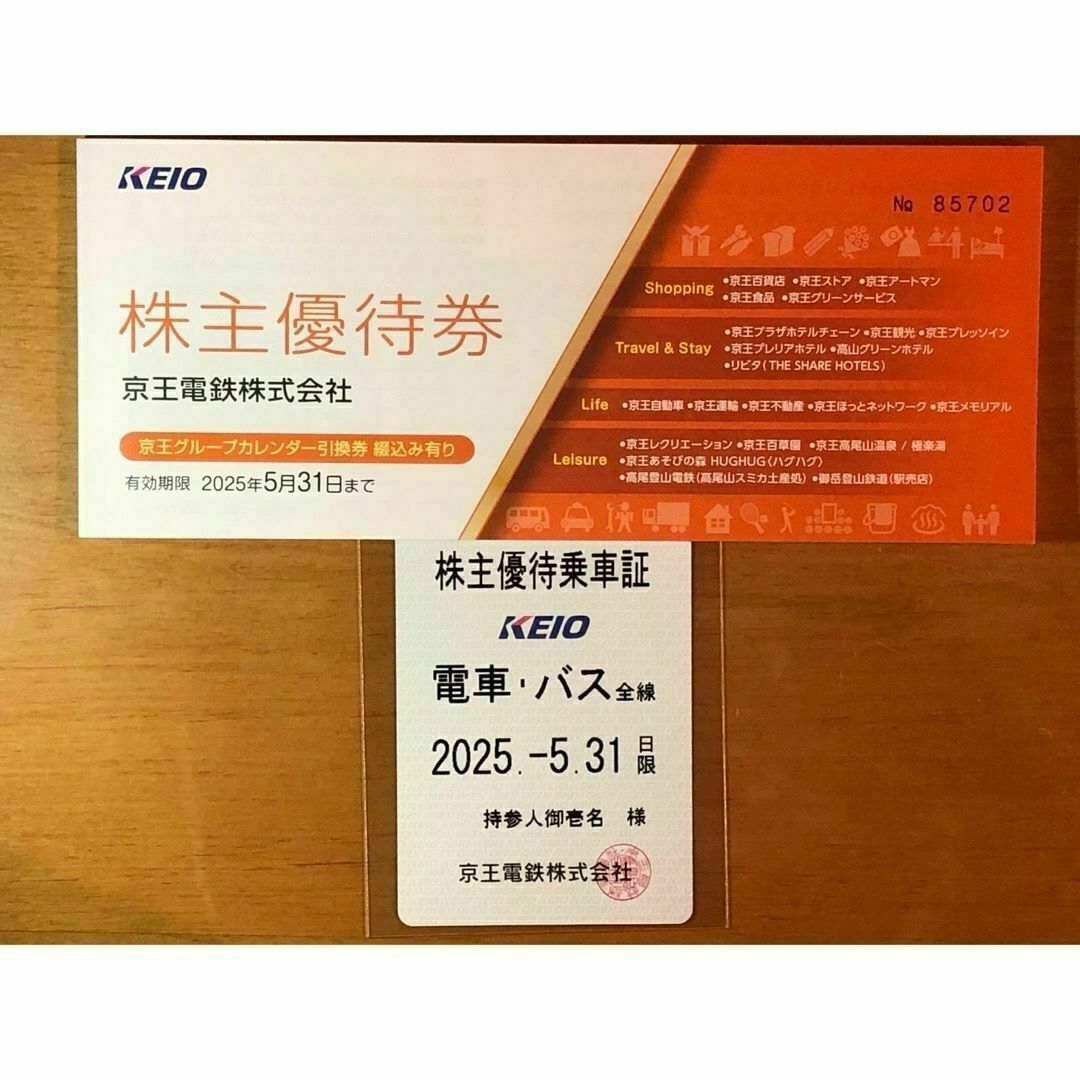 KEIO
№ 85702
株主優待券
京王電鉄株式会社
京王グループカレンダー引換券 綴込み有り
有効期限 2025年5月31日まで
Shopping
●京王百貨店 ●京王ストア ●京王アートマン
●京王食品 ●京王グリーンサービス
Travel & Stay
●京王プラザホテルチェーン ●京王観光 ●京王プレッソイン
●京王プレリアホテル ●高山グリーンホテル
●リビタ(THE SHARE HOTELS)
Life
●京王自動車 ●京王運輸 ●京王不動産 ●京王ほっとネットワーク ●京王メモリアル
Leisure
●京王レクリエーション ●京王百草園 ●京王高尾山温泉 / 極楽湯
●京王あそびの森 HUGHUG〈ハグハグ〉
●高尾登山電鉄(高尾山スミカ土産処) ●御岳登山鉄道(駅売店)
株主優待乗車証
KEIO
電車・バス全線
2025.-5.31日限
持参人御壱名 様
京王電鉄株式会社